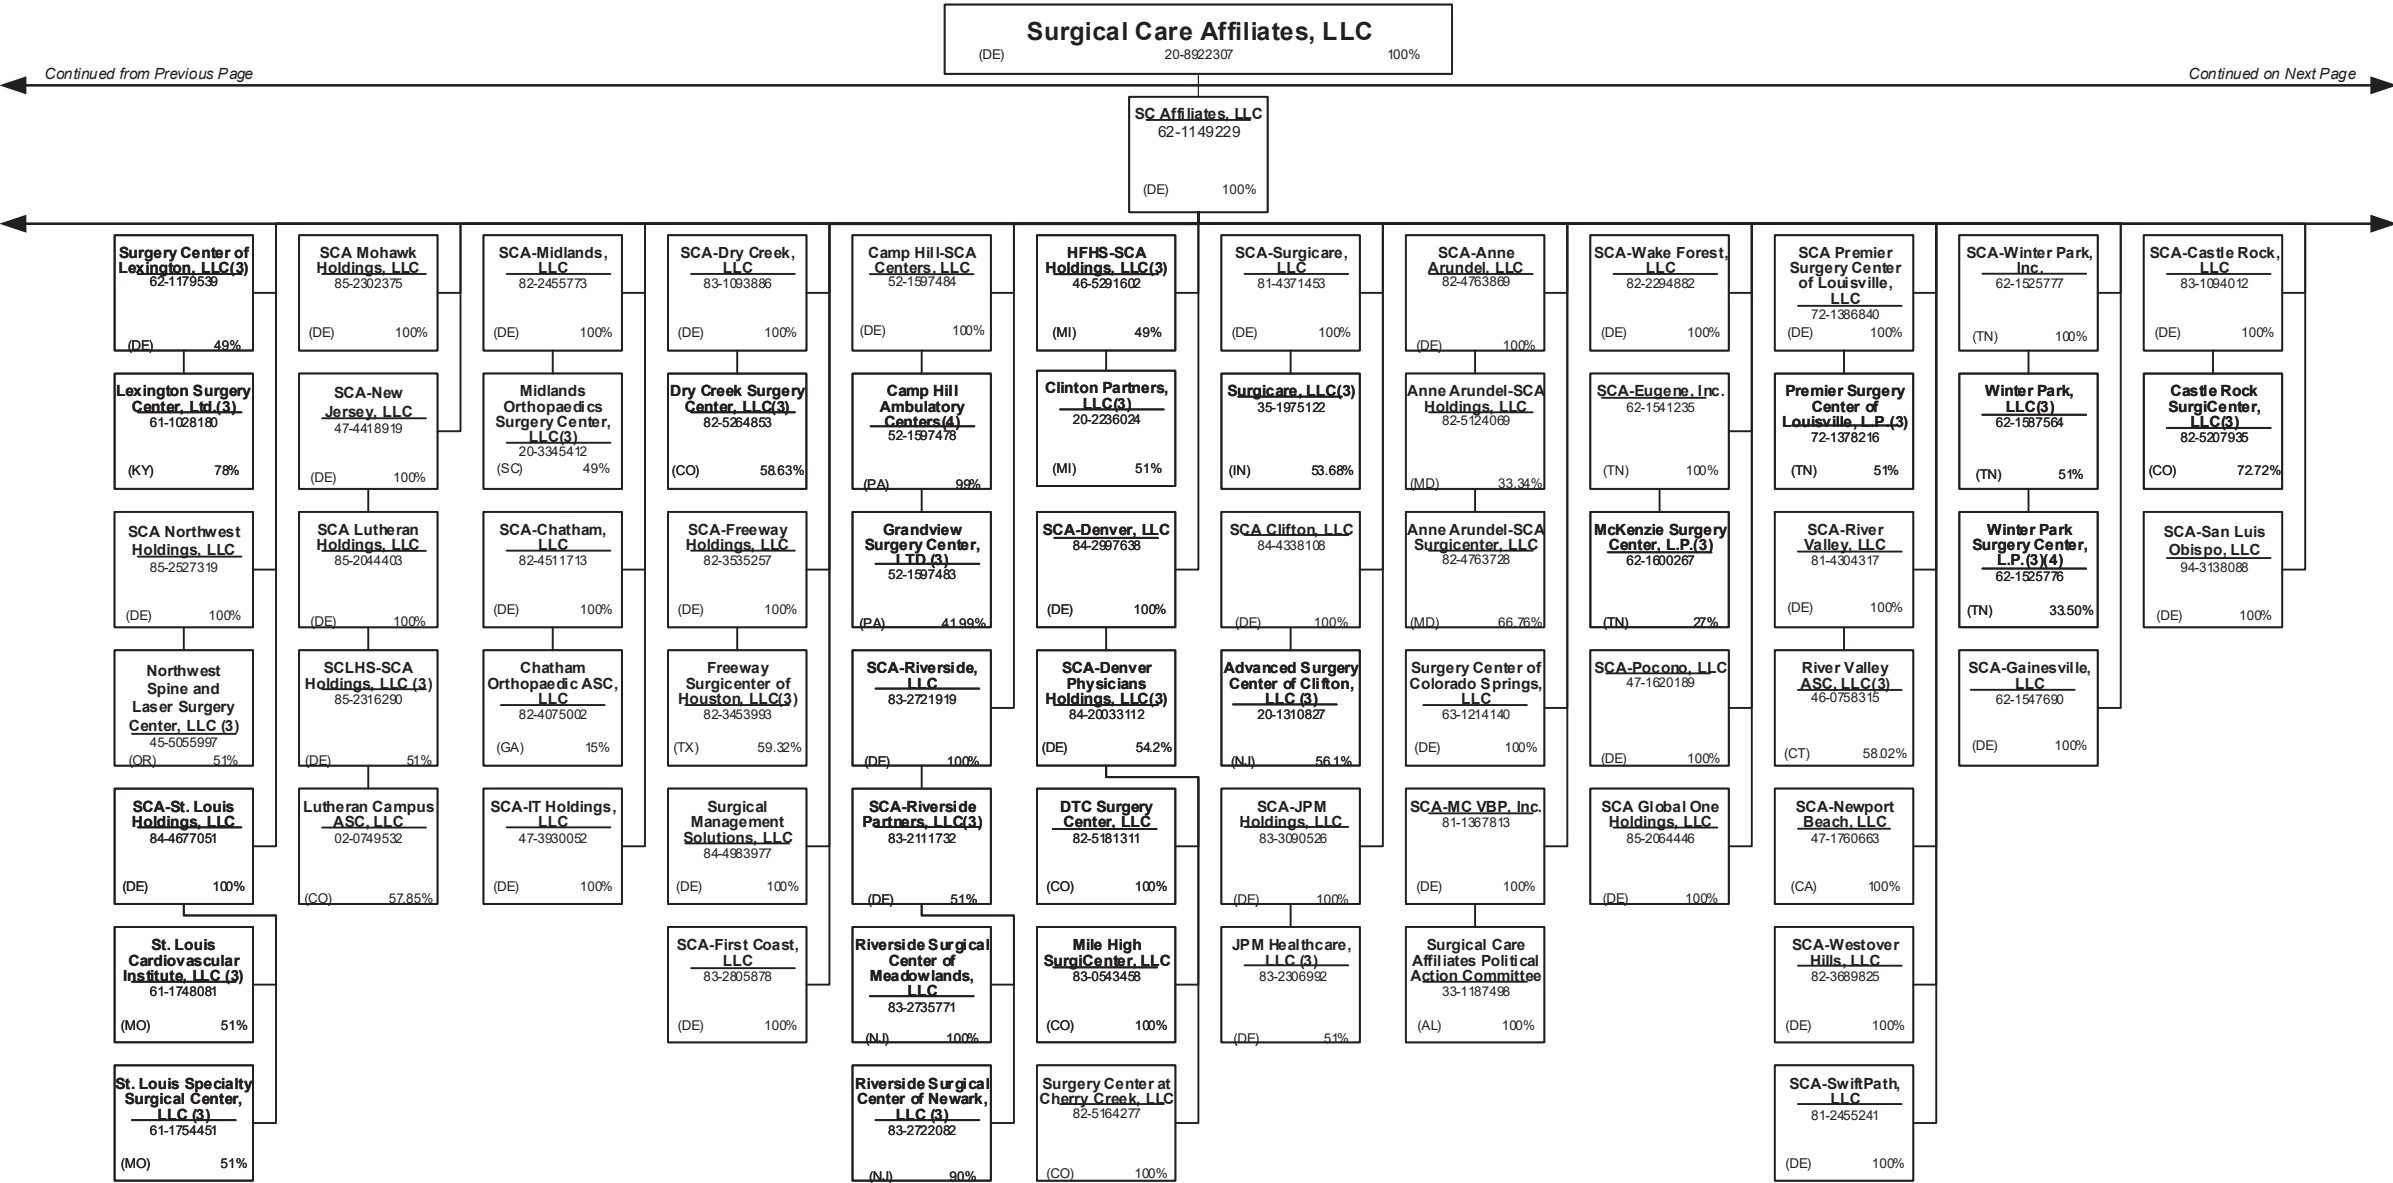 Surgical Care Affiliates, LLC
(DE) 20-8922307 100%
Continued from Previous Page
Continued on Next Page
SC Affiliates, LLC
62-1149229
(DE) 100%
Surgery Center of
Lexington, LLC(3)
62-1179539
(DE) 49%
Lexington Surgery
Center, Ltd.(3)
61-1028180
(KY) 78%
SCA Northwest
Holdings, LLC
85-2527319
(DE) 100%
Northwest
Spine and
Laser Surgery
Center, LLC (3)
45-5055997
(OR) 51%
SCA-St. Louis
Holdings, LLC
84-4677051
(DE) 100%
St. Louis
Cardiovascular
Institute, LLC (3)
61-1748081
(MO) 51%
St. Louis Specialty
Surgical Center,
LLC (3)
61-1754451
(MO) 51%
SCA Mohawk
Holdings, LLC
85-2302375
(DE) 100%
SCA-New
Jersey, LLC
47-4418919
(DE) 100%
SCA Lutheran
Holdings, LLC
85-2044403
(DE) 100%
SCLHS-SCA
Holdings, LLC (3)
85-2316290
(DE) 51%
Lutheran Campus
ASC, LLC
02-0749532
(CO) 57.85%
SCA-Midlands,
LLC
82-2455773
(DE) 100%
Midlands
Orthopaedics
Surgery Center,
LLC(3)
20-3345412
(SC) 49%
SCA-Chatham,
LLC
82-4511713
(DE) 100%
Chatham
Orthopaedic ASC,
LLC
82-4075002
(GA) 15%
SCA-IT Holdings,
LLC
47-3930052
(DE) 100%
SCA-Dry Creek,
LLC
83-1093886
(DE) 100%
Dry Creek Surgery
Center, LLC(3)
82-5264853
(CO) 58.63%
SCA-Freeway
Holdings, LLC
82-3535257
(DE) 100%
Freeway
Surgicenter of
Houston, LLC(3)
82-3453993
(TX) 59.32%
Surgical
Management
Solutions, LLC
84-4983977
(DE) 100%
SCA-First Coast,
LLC
83-2805878
(DE) 100%
Camp Hill-SCA
Centers, LLC
52-1597484
(DE) 100%
Camp Hill
Ambulatory
Centers(4)
52-1597478
(PA) 99%
Grandview
Surgery Center,
LTD (3)
52-1597483
(PA) 41.99%
SCA-Riverside,
LLC
83-2721919
(DE) 100%
SCA-Riverside
Partners, LLC(3)
83-2111732
(DE) 51%
Riverside Surgical
Center of
Meadowlands,
LLC
83-2735771
(NJ) 100%
Riverside Surgical
Center of Newark,
LLC (3)
83-2722082
(NJ) 90%
HFHS-SCA
Holdings, LLC(3)
46-5291602
(MI) 49%
Clinton Partners,
LLC(3)
20-2236024
(MI) 51%
SCA-Denver, LLC
84-2997638
(DE) 100%
SCA-Denver
Physicians
Holdings, LLC(3)
84-20033112
(DE) 54.2%
DTC Surgery
Center, LLC
82-5181311
(CO) 100%
Mile High
SurgiCenter, LLC
83-0543458
(CO) 100%
Surgery Center at
Cherry Creek, LLC
82-5164277
(CO) 100%
SCA-Surgicare,
LLC
81-4371453
(DE) 100%
Surgicare, LLC(3)
35-1975122
(IN) 53.68%
SCA Clifton, LLC
84-4338108
(DE) 100%
Advanced Surgery
Center of Clifton,
LLC (3)
20-1310827
(NJ) 56.1%
SCA-JPM
Holdings, LLC
83-3090526
(DE) 100%
JPM Healthcare,
LLC (3)
83-2306992
(DE) 51%
SCA-Anne
Arundel, LLC
82-4763869
(DE) 100%
Anne Arundel-SCA
Holdings, LLC
82-5124069
(MD) 33.34%
Anne Arundel-SCA
Surgicenter, LLC
82-4763728
(MD) 66.76%
Surgery Center of
Colorado Springs,
LLC
63-1214140
(DE) 100%
SCA-MC VBP, Inc.
81-1367813
(DE) 100%
Surgical Care
Affiliates Political
Action Committee
33-1187498
(AL) 100%
SCA-Wake Forest,
LLC
82-2294882
(DE) 100%
SCA-Eugene, Inc.
62-1541235
(TN) 100%
McKenzie Surgery
Center, L.P.(3)
62-1600267
(TN) 27%
SCA-Pocono, LLC
47-1620189
(DE) 100%
SCA Global One
Holdings, LLC
85-2064446
(DE) 100%
SCA Premier
Surgery Center
of Louisville,
LLC
72-1386840
(DE) 100%
Premier Surgery
Center of
Louisville, L.P.(3)
72-1378216
(TN) 51%
SCA-River
Valley, LLC
81-4304317
(DE) 100%
River Valley
ASC, LLC(3)
46-0758315
(CT) 58.02%
SCA-Newport
Beach, LLC
47-1760663
(CA) 100%
SCA-Westover
Hills, LLC
82-3689825
(DE) 100%
SCA-SwiftPath,
LLC
81-2455241
(DE) 100%
SCA-Winter Park,
Inc.
62-1525777
(TN) 100%
Winter Park,
LLC(3)
62-1587564
(TN) 51%
Winter Park
Surgery Center,
L.P.(3)(4)
62-1525776
(TN) 33.50%
SCA-Gainesville,
LLC
62-1547690
(DE) 100%
SCA-Castle Rock,
LLC
83-1094012
(DE) 100%
Castle Rock
SurgiCenter,
LLC(3)
82-5207935
(CO) 72.72%
SCA-San Luis
Obispo, LLC
94-3138088
(DE) 100%